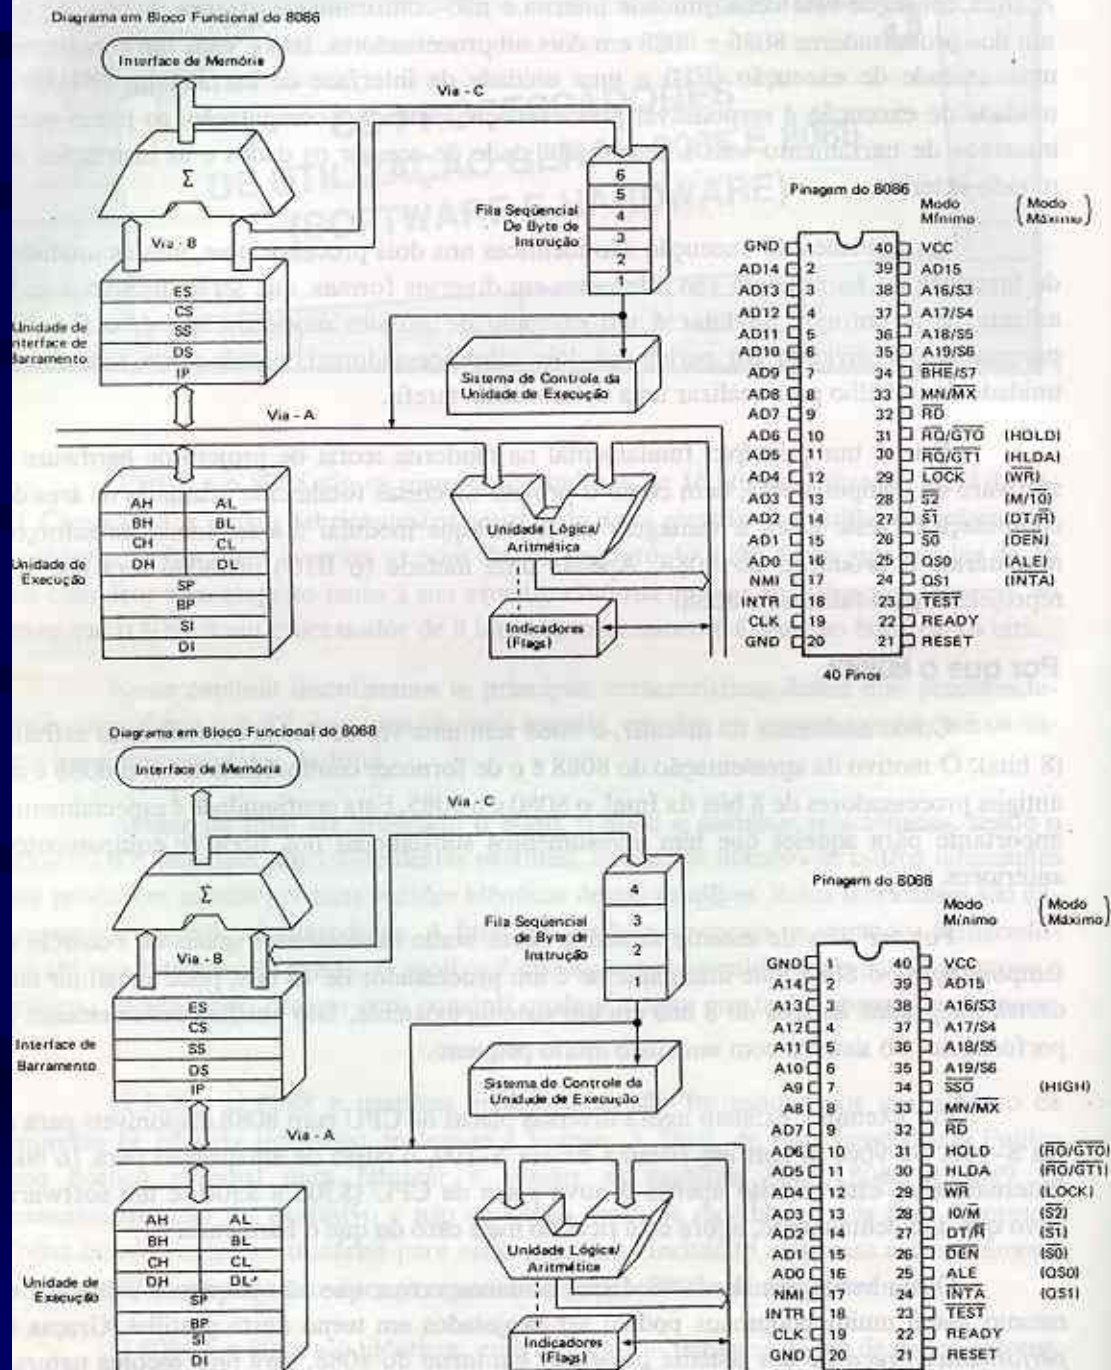 Diagrama em Bloco Funcional do 8086
Interface de Memória
Via - C
Σ
Via - B
6
5
4
3
2
1
Fila Seqüencial
De Byte de
Instrução
ES
CS
SS
DS
IP
Unidade de
Interface de
Barramento
Sistema de Controle da
Unidade de Execução
Via - A
AH AL
BH BL
CH CL
DH DL
SP
BP
SI
DI
Unidade de
Execução
Unidade Lógica/
Aritmética
Indicadores
(Flags)
Pinagem do 8086
Modo
Mínimo
(Modo
Máximo)
GND 1 40 VCC
AD14 2 39 AD15
AD13 3 38 A16/S3
AD12 4 37 A17/S4
AD11 5 36 A18/S5
AD10 6 35 A19/S6
AD9 7 34 BHE/S7
AD8 8 33 MN/MX
AD7 9 32 RD
AD6 10 31 RQ/GTO (HOLD)
AD5 11 30 RQ/GT1 (HLDA)
AD4 12 29 LOCK (WR)
AD3 13 28 S2 (M/10)
AD2 14 27 S1 (DT/R)
AD1 15 26 S0 (DEN)
AD0 16 25 QS0 (ALE)
NMI 17 24 QS1 (INTA)
INTR 18 23 TEST
CLK 19 22 READY
GND 20 21 RESET
40 Pinos
Diagrama em Bloco Funcional do 8088
Interface de Memória
Via - C
Σ
Via - B
4
3
2
1
Fila Seqüencial
de Byte de
Instrução
ES
CS
SS
DS
IP
Interface de
Barramento
Sistema de Controle da
Unidade de Execução
Via - A
AH AL
BH BL
CH CL
DH DL
SP
BP
SI
DI
Unidade de
Execução
Unidade Lógica/
Aritmética
Indicadores
(Flags)
Pinagem do 8088
Modo
Mínimo
(Modo
Máximo)
GND 1 40 VCC
A14 2 39 AD15
A13 3 38 A16/S3
A12 4 37 A17/S4
A11 5 36 A18/S5
A10 6 35 A19/S6
A9 7 34 SSO (HIGH)
A8 8 33 MN/MX
AD7 9 32 RD
AD6 10 31 HOLD (RQ/GTO)
AD5 11 30 HLDA (RQ/GT1)
AD4 12 29 WR (LOCK)
AD3 13 28 IO/M (S2)
AD2 14 27 DT/R (S1)
AD1 15 26 DEN (S0)
AD0 16 25 ALE (QS0)
NMI 17 24 INTA (QS1)
INTR 18 23 TEST
CLK 19 22 READY
GND 20 21 RESET